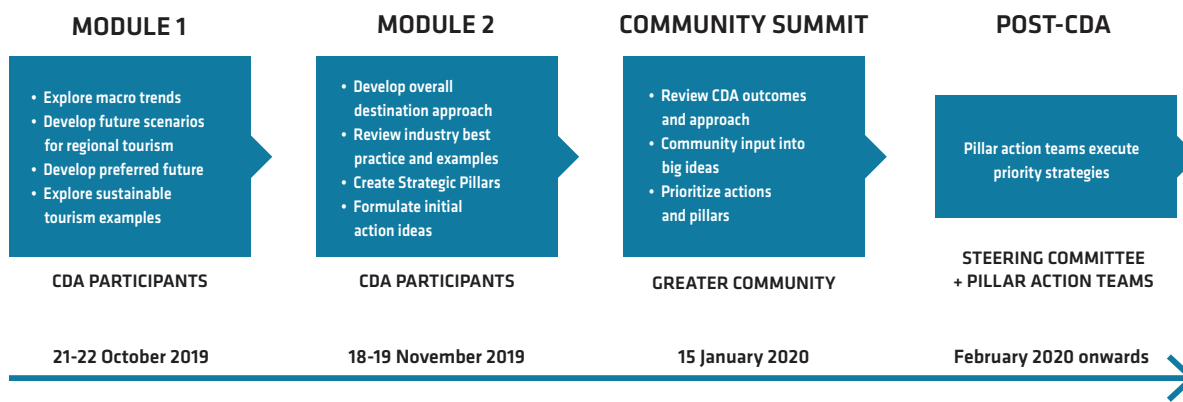 MODULE 1
• Explore macro trends
• Develop future scenarios
for regional tourism
• Develop preferred future
• Explore sustainable
tourism examples
CDA PARTICIPANTS
21-22 October 2019
MODULE 2
• Develop overall
destination approach
• Review industry best
practice and examples
• Create Strategic Pillars
• Formulate initial
action ideas
CDA PARTICIPANTS
18-19 November 2019
COMMUNITY SUMMIT
• Review CDA outcomes
and approach
• Community input into
big ideas
• Prioritize actions
and pillars
GREATER COMMUNITY
15 January 2020
POST-CDA
Pillar action teams execute
priority strategies
STEERING COMMITTEE
+ PILLAR ACTION TEAMS
February 2020 onwards